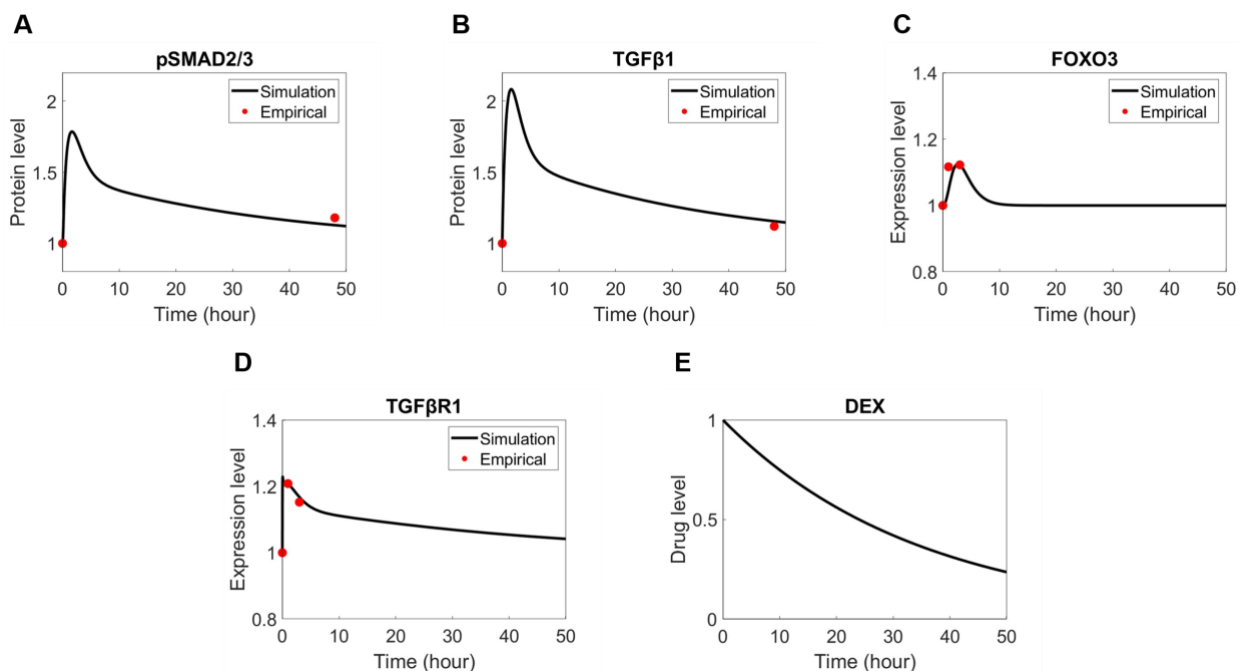 A
pSMAD2/3
Simulation
Empirical
Protein level
2
1.5
1
0 10 20 30 40 50
Time (hour)
B
TGFβ1
Simulation
Empirical
Protein level
2
1.5
1
0 10 20 30 40 50
Time (hour)
C
FOXO3
Simulation
Empirical
Expression level
1.4
1.2
1
0.8
0 10 20 30 40 50
Time (hour)
D
TGFβR1
Simulation
Empirical
Expression level
1.4
1.2
1
0.8
0 10 20 30 40 50
Time (hour)
E
DEX
Drug level
1
0.5
0
0 10 20 30 40 50
Time (hour)